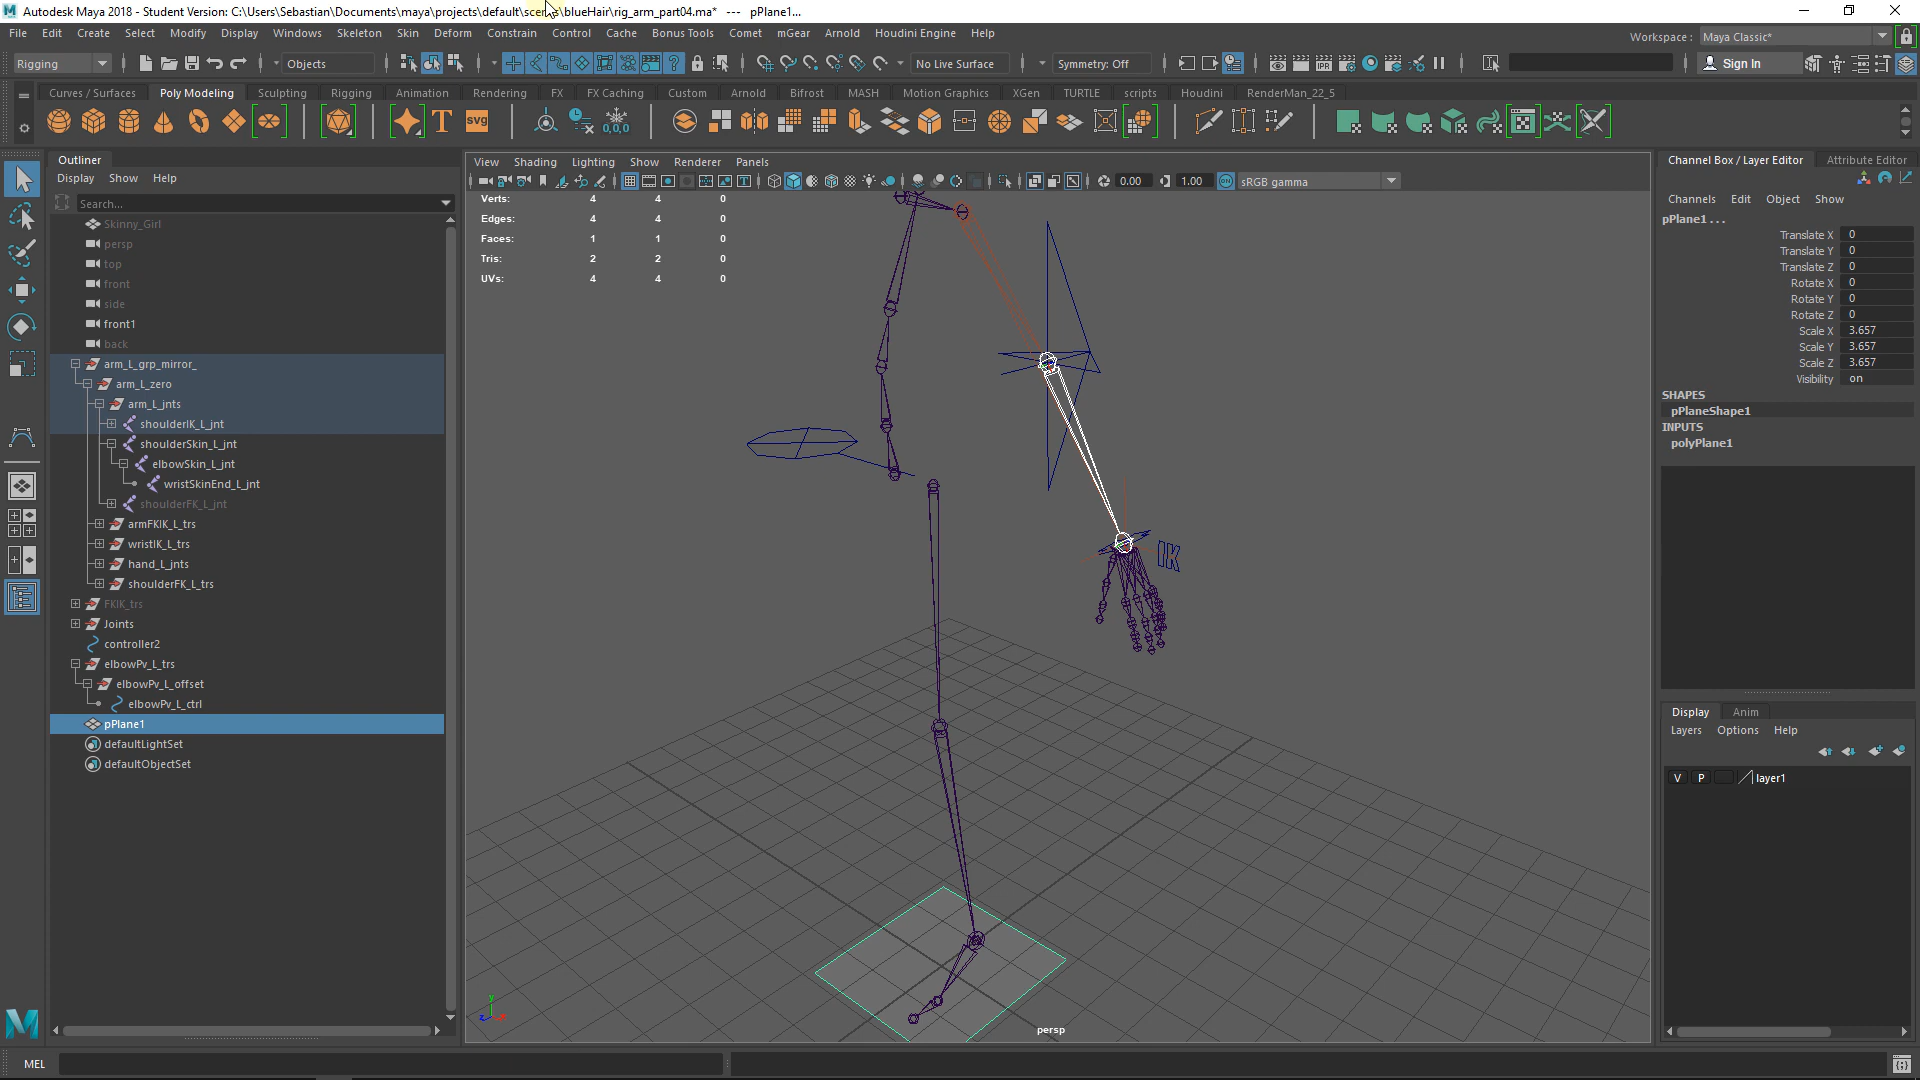 Autodesk Maya 2018 - Student Version: C:\Users\Sebastian\Documents\maya\projects\default\scenes\blueHair\rig_arm_part04.ma* --- pPlane1...
File Edit Create Select Modify Display Windows Skeleton Skin Deform Constrain Control Cache Bonus Tools Comet mGear Arnold Houdini Engine Help
Workspace : Maya Classic*
Rigging Objects No Live Surface Symmetry: Off Sign In
Curves / Surfaces Poly Modeling Sculpting Rigging Animation Rendering FX FX Caching Custom Arnold Bifrost MASH Motion Graphics XGen TURTLE scripts Houdini RenderMan_22_5
T svg 0,0,0
Outliner
Display Show Help
Search...
Skinny_Girl
persp
top
front
side
front1
back
arm_L_grp_mirror_
arm_L_zero
arm_L_jnts
shoulderIK_L_jnt
shoulderSkin_L_jnt
elbowSkin_L_jnt
wristSkinEnd_L_jnt
shoulderFK_L_jnt
armFKIK_L_trs
wristIK_L_trs
hand_L_jnts
shoulderFK_L_trs
FKIK_trs
Joints
controller2
elbowPv_L_trs
elbowPv_L_offset
elbowPv_L_ctrl
pPlane1
defaultLightSet
defaultObjectSet
View Shading Lighting Show Renderer Panels
0.00 1.00 ON sRGB gamma
Verts: 4 4 0
Edges: 4 4 0
Faces: 1 1 0
Tris: 2 2 0
UVs: 4 4 0
IK
y
z x
persp
Channel Box / Layer Editor Attribute Editor
Channels Edit Object Show
pPlane1 . . .
Translate X 0
Translate Y 0
Translate Z 0
Rotate X 0
Rotate Y 0
Rotate Z 0
Scale X 3.657
Scale Y 3.657
Scale Z 3.657
Visibility on
SHAPES
pPlaneShape1
INPUTS
polyPlane1
Display Anim
Layers Options Help
V P layer1
MEL